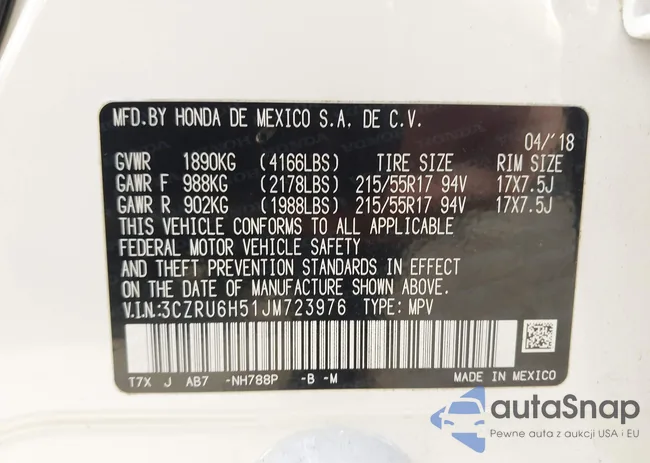 MFD.BY HONDA DE MEXICO S.A. DE C.V.
04/'18
GVWR 1890KG (4166LBS) TIRE SIZE RIM SIZE
GAWR F 988KG (2178LBS) 215/55R17 94V 17X7.5J
GAWR R 902KG (1988LBS) 215/55R17 94V 17X7.5J
THIS VEHICLE CONFORMS TO ALL APPLICABLE
FEDERAL MOTOR VEHICLE SAFETY
AND THEFT PREVENTION STANDARDS IN EFFECT
ON THE DATE OF MANUFACTURE SHOWN ABOVE.
V.I.N.:3CZRU6H51JM723976 TYPE: MPV
T7X J AB7 -NH788P -B -M MADE IN MEXICO
autaSnap
Pewne auta z aukcji USA i EU